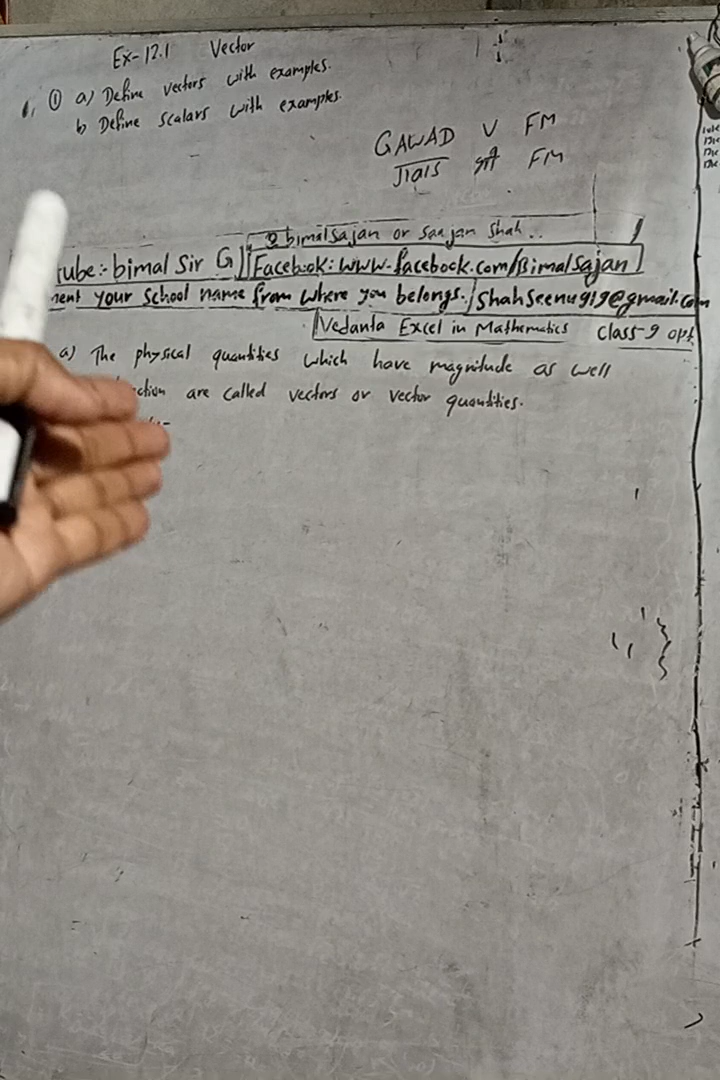 Ex-12.1 Vector
① a) Define vectors with examples.
b Define scalars with examples.
GAWAD V FM
FM
bimalsajan or Saajan Shah..
tube:- bimal Sir G Facebook: www.facebook.com/Bimalsajan
ment your School name from where you belongs. shahseenu919@gmail.com
Vedanta Excel in Mathematics Class-9 opt
a) The physical quantities which have magnitude as well
ction are called vectors or vector quantities.